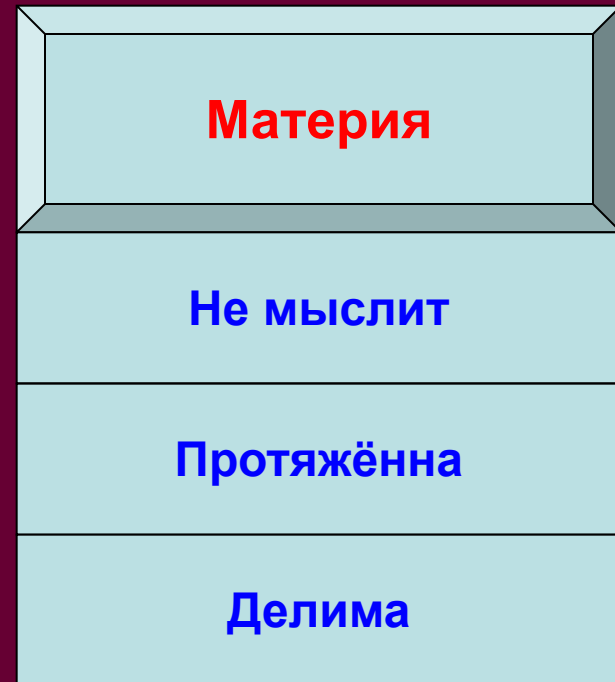 Материя
Не мыслит
Протяжённа
Делима